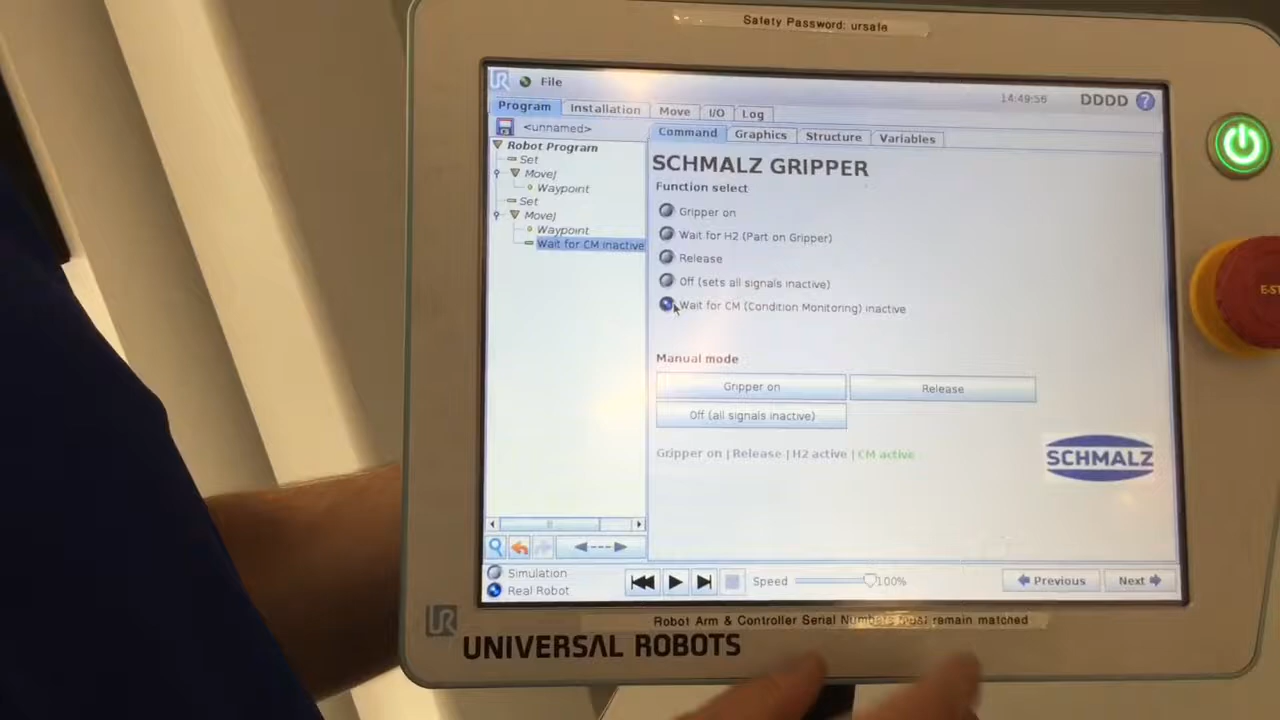 Safety Password: ursafe
File
14:49:56
DDDD
?
Program
Installation
Move
I/O
Log
<unnamed>
Command
Graphics
Structure
Variables
Robot Program
Set
MoveJ
Waypoint
Set
MoveJ
Waypoint
Wait for CM inactive
SCHMALZ GRIPPER
Function select
Gripper on
Wait for H2 (Part on Gripper)
Release
Off (sets all signals inactive)
Wait for CM (Condition Monitoring) inactive
Manual mode
Gripper on
Release
Off (all signals inactive)
Gripper on | Release | H2 active | CM active
SCHMALZ
Simulation
Real Robot
Speed
100%
Previous
Next
Robot Arm & Controller Serial Numbers must remain matched
UR
UNIVERSAL ROBOTS
UR